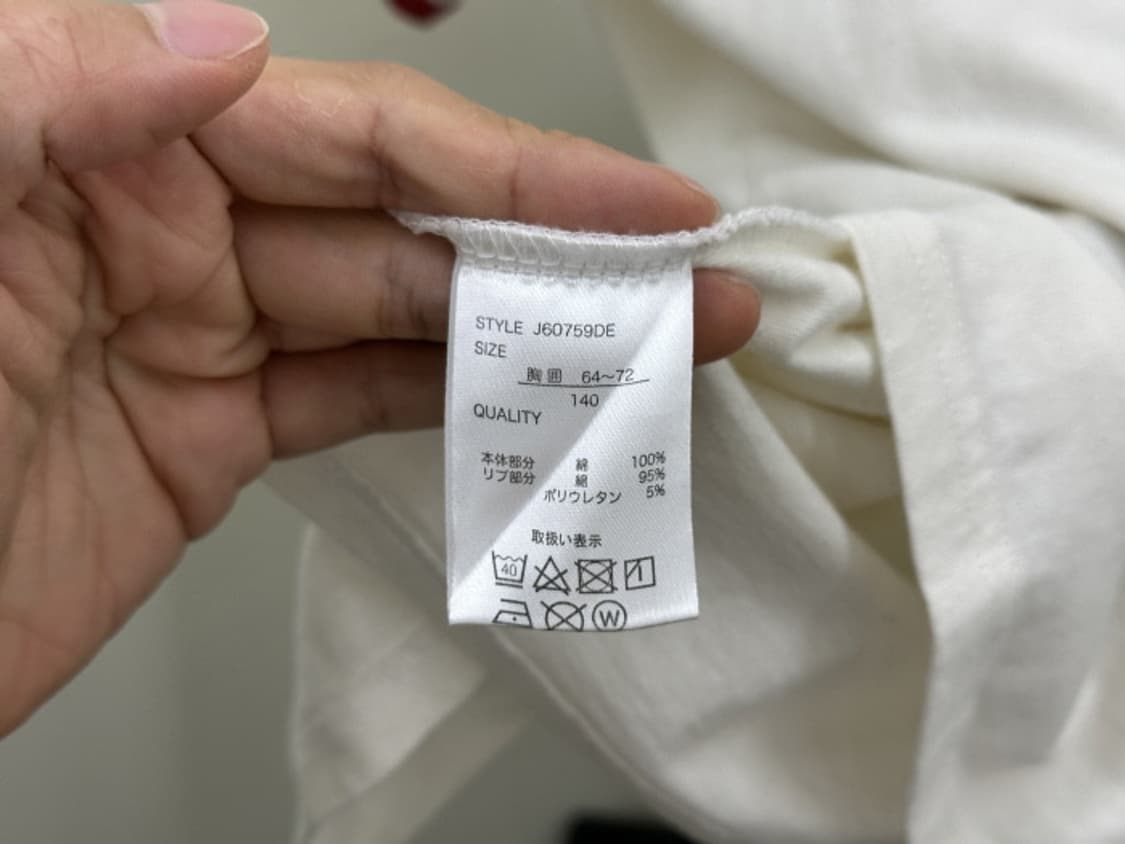 STYLE J60759DE
SIZE
胸囲 64～72
140
QUALITY
本体部分 綿 100%
リブ部分 綿 95%
ポリウレタン 5%
取扱い表示
40
W